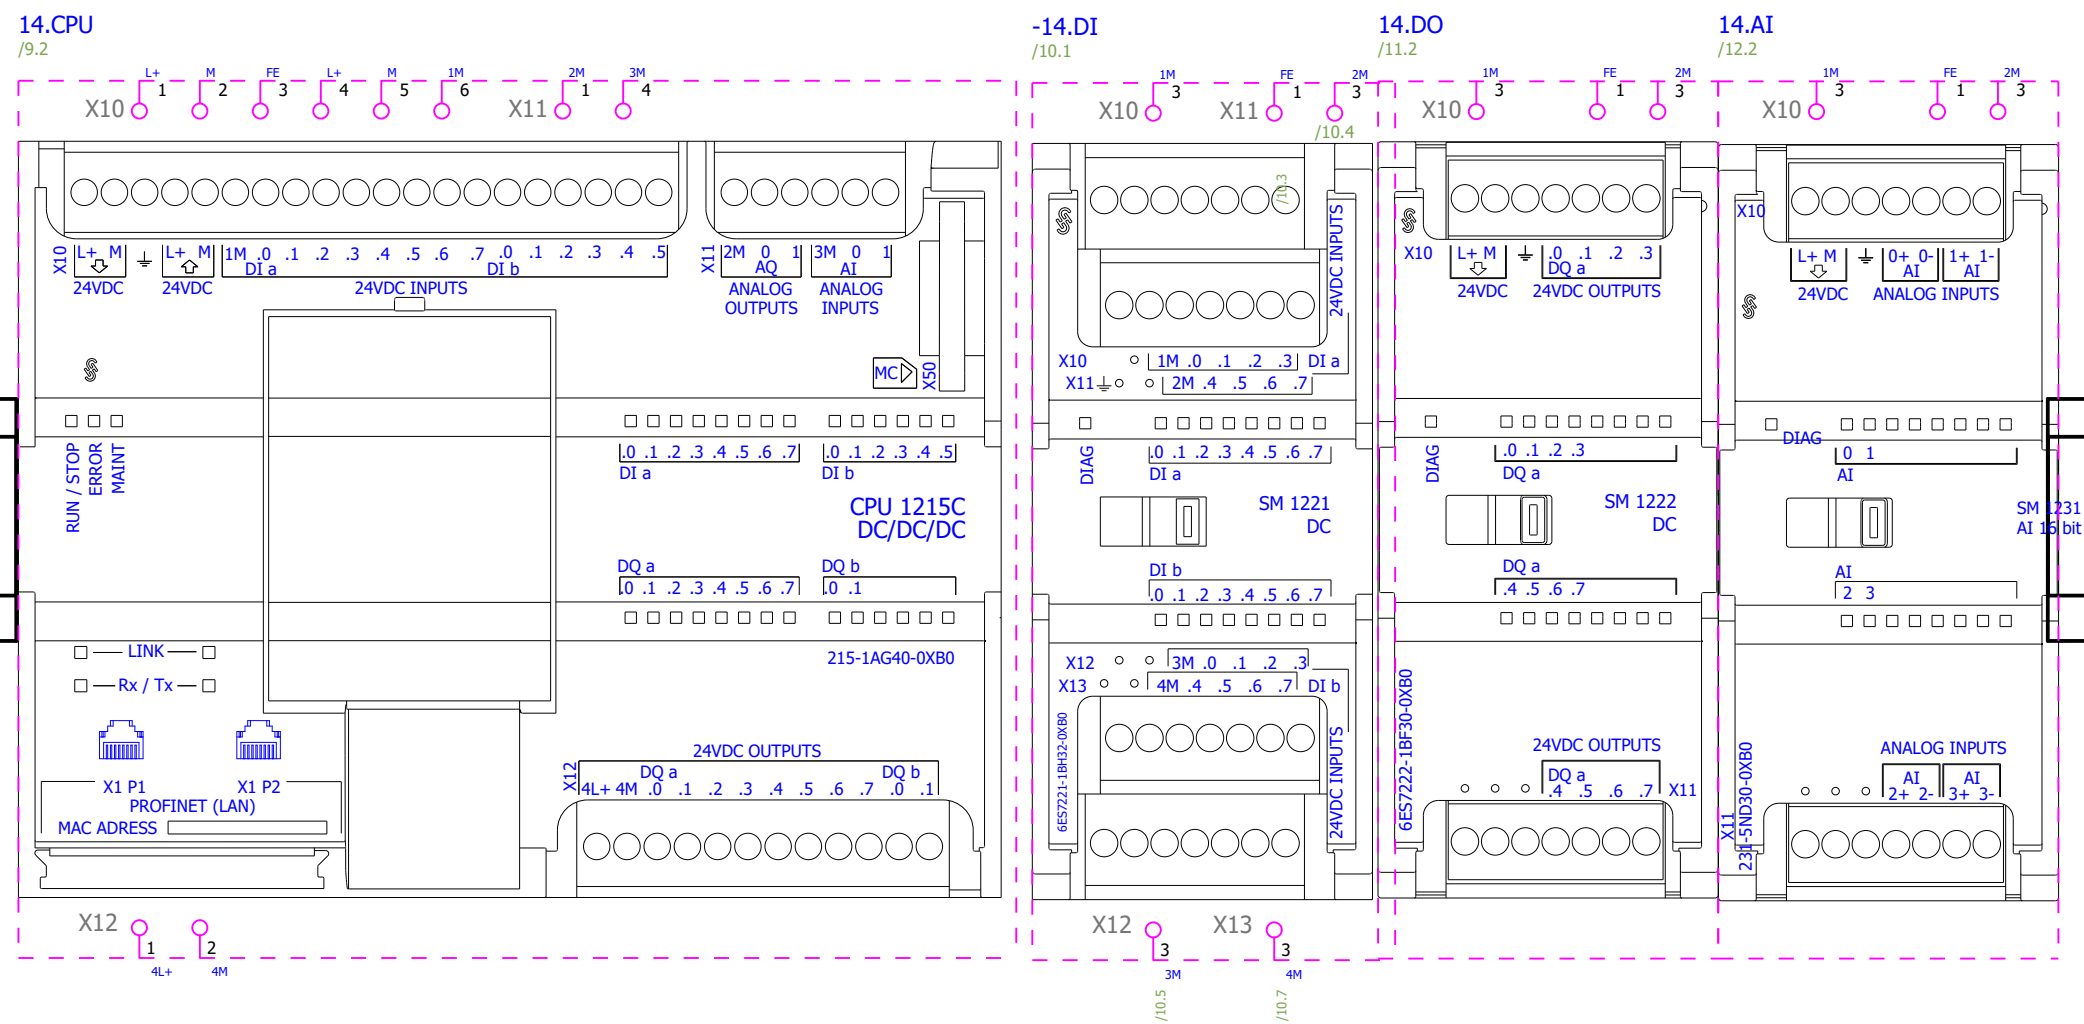 14.CPU
/9.2
-14.DI
/10.1
14.DO
/11.2
14.AI
/12.2
L+ M FE L+ M 1M 2M 3M
X10 1 2 3 4 5 6 X11 1 4
1M FE 2M
X10 3 X11 1 3
/10.4
1M FE 2M
X10 3 1 3
1M FE 2M
X10 3 1 3
X10
L+ M L+ M 1M .0 .1 .2 .3 .4 .5 .6 .7 .0 .1 .2 .3 .4 .5
DI a DI b
24VDC 24VDC 24VDC INPUTS
X11
2M 0 1 3M 0 1
AQ AI
ANALOG OUTPUTS
ANALOG INPUTS
MC
X50
RUN / STOP
ERROR
MAINT
.0 .1 .2 .3 .4 .5 .6 .7 .0 .1 .2 .3 .4 .5
DI a DI b
CPU 1215C
DC/DC/DC
DQ a DQ b
.0 .1 .2 .3 .4 .5 .6 .7 .0 .1
LINK
Rx / Tx
215-1AG40-0XB0
X1 P1 X1 P2
PROFINET (LAN)
MAC ADRESS
24VDC OUTPUTS
X12
DQ a DQ b
4L+ 4M .0 .1 .2 .3 .4 .5 .6 .7 .0 .1
X12 1 2
4L+ 4M
/10.3
24VDC INPUTS
X10 1M .0 .1 .2 .3 DI a
X11 2M .4 .5 .6 .7
DIAG
.0 .1 .2 .3 .4 .5 .6 .7
DI a
SM 1221
DC
DI b
.0 .1 .2 .3 .4 .5 .6 .7
X12 3M .0 .1 .2 .3
X13 4M .4 .5 .6 .7 DI b
6ES7221-1BH32-0XB0
24VDC INPUTS
X12 3 X13 3
3M 4M
/10.5 /10.7
X10 L+ M .0 .1 .2 .3
DQ a
24VDC 24VDC OUTPUTS
DIAG
.0 .1 .2 .3
DQ a
SM 1222
DC
DQ a
.4 .5 .6 .7
6ES7222-1BF30-0XB0
24VDC OUTPUTS
DQ a
.4 .5 .6 .7 X11
X10
L+ M 0+ 0- 1+ 1-
AI AI
24VDC ANALOG INPUTS
DIAG
0 1
AI
SM 1231
AI 16 bit
AI
2 3
X11
231-5ND30-0XB0
ANALOG INPUTS
AI AI
2+ 2- 3+ 3-